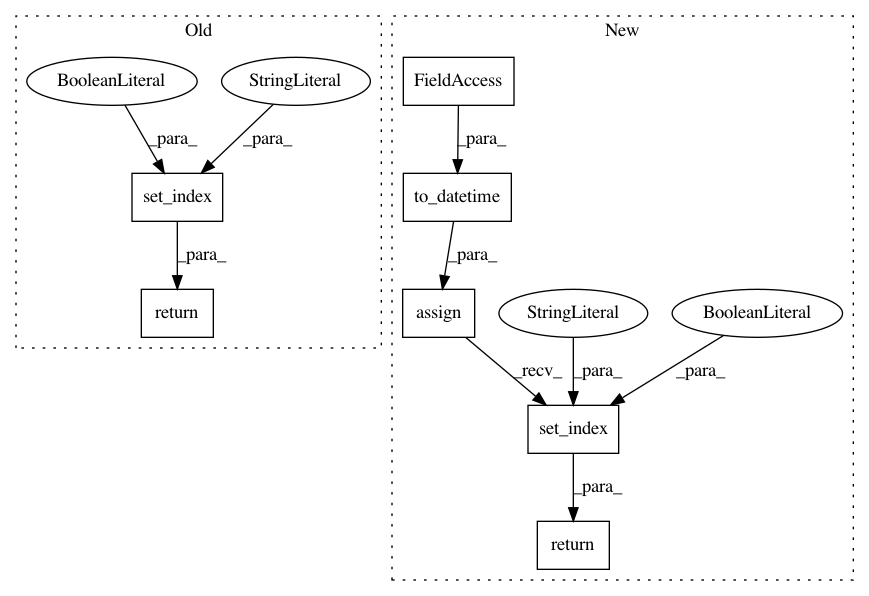 Old
New
BooleanLiteral
StringLiteral
FieldAccess
_para_
_para_
_para_
set_index
to_datetime
_para_
_para_
return
assign
StringLiteral
BooleanLiteral
_recv_
_para_
_para_
set_index
_para_
return